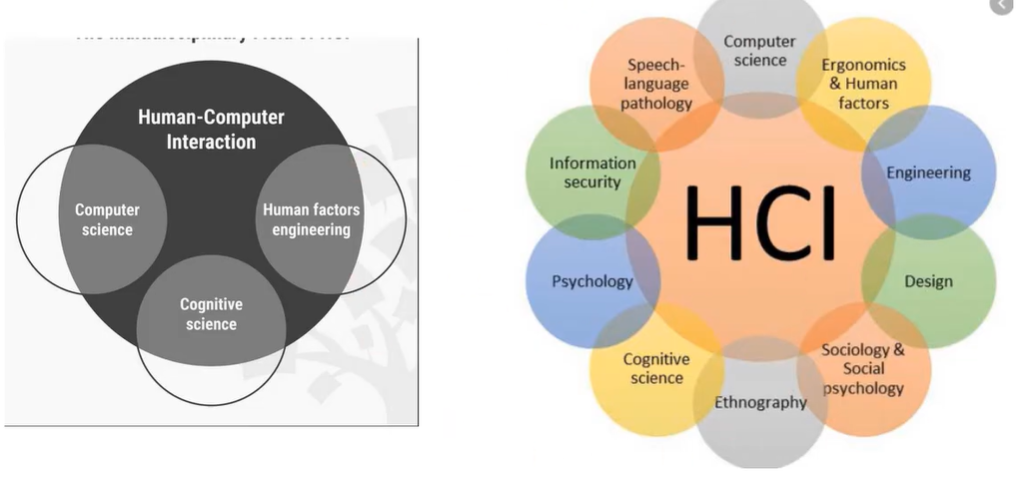 Human-Computer
Interaction
Computer
science
Human factors
engineering
Cognitive
science
HCI
Computer
science
Ergonomics
& Human
factors
Engineering
Design
Sociology &
Social
psychology
Ethnography
Cognitive
science
Psychology
Information
security
Speech-
language
pathology